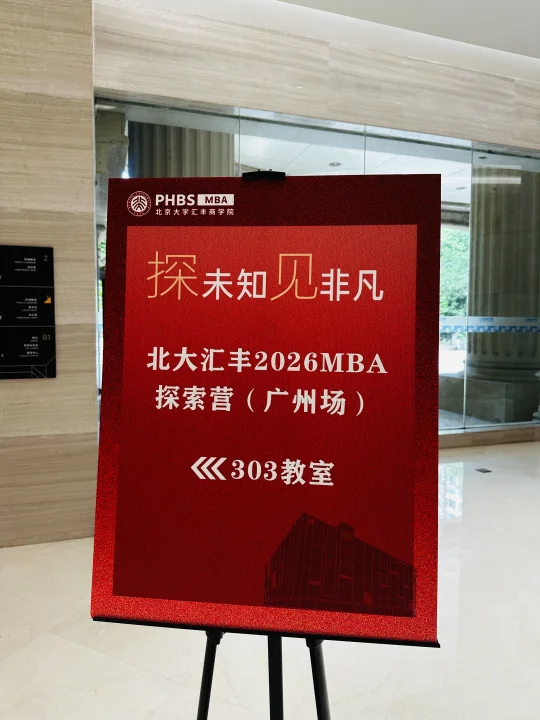 PHBS MBA
北京大学汇丰商学院
探未知见非凡
北大汇丰2026MBA
探索营（广州场）
<<<303教室
2
B1